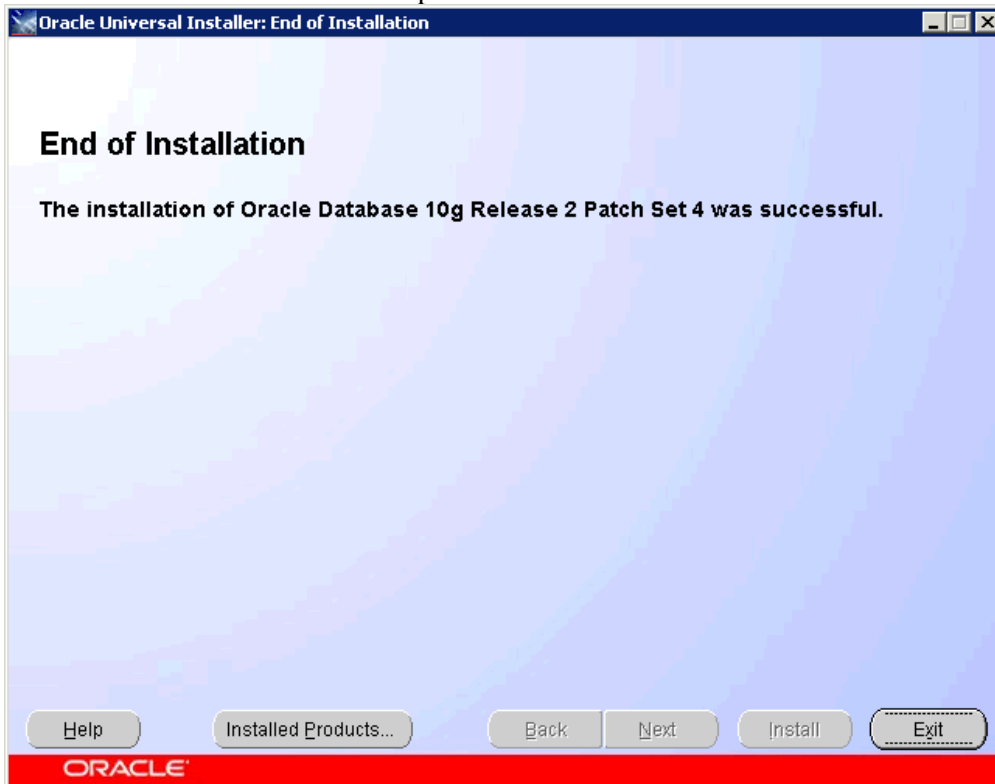 Oracle Universal Installer: End of Installation
End of Installation
The installation of Oracle Database 10g Release 2 Patch Set 4 was successful.
Help Installed Products... Back Next Install Exit
ORACLE